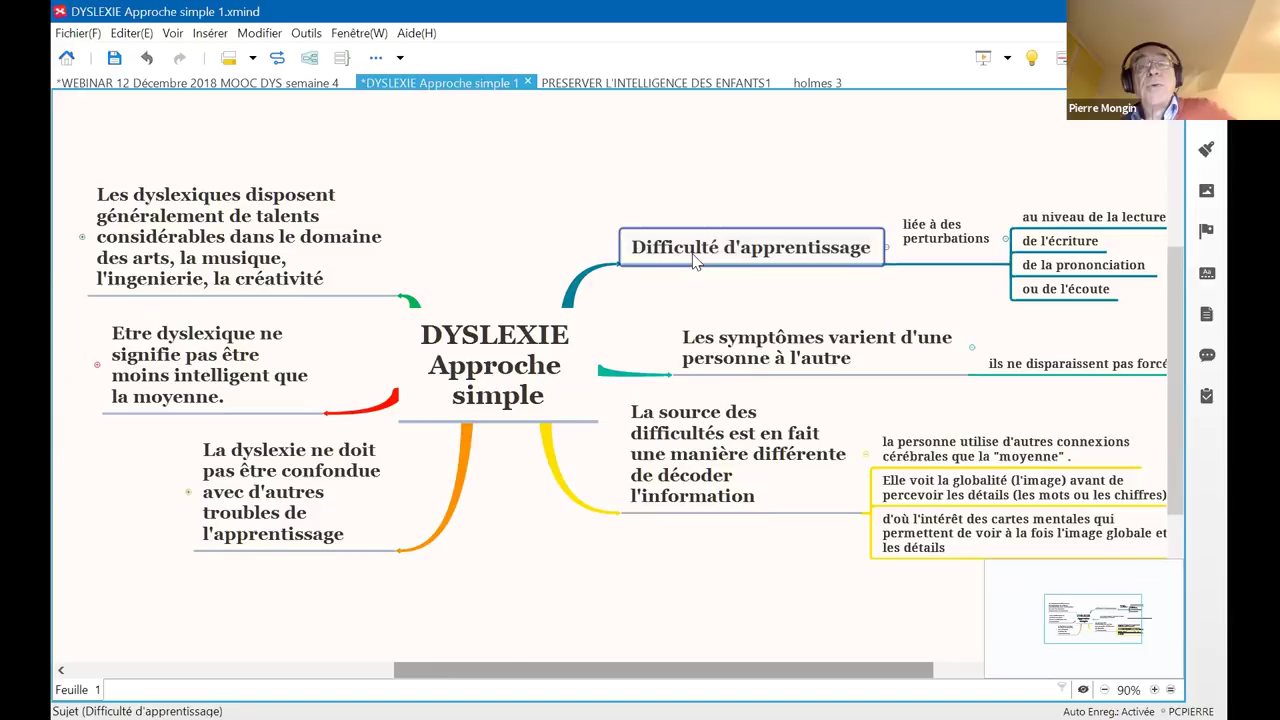 DYSLEXIE Approche simple 1.xmind
Fichier(F) Editer(E) Voir Insérer Modifier Outils Fenêtre(W) Aide(H)
*WEBINAR 12 Décembre 2018 MOOC DYS semaine 4
*DYSLEXIE Approche simple 1
PRESERVER L'INTELLIGENCE DES ENFANTS1
holmes 3
Pierre Mongin
Les dyslexiques disposent
généralement de talents
considérables dans le domaine
des arts, la musique,
l'ingenierie, la créativité
Etre dyslexique ne
signifie pas être
moins intelligent que
la moyenne.
La dyslexie ne doit
pas être confondue
avec d'autres
troubles de
l'apprentissage
DYSLEXIE
Approche
simple
Difficulté d'apprentissage
liée à des
perturbations
au niveau de la lecture
de l'écriture
de la prononciation
ou de l'écoute
Les symptômes varient d'une
personne à l'autre
ils ne disparaissent pas forcé
La source des
difficultés est en fait
une manière différente
de décoder
l'information
la personne utilise d'autres connexions
cérébrales que la "moyenne" .
Elle voit la globalité (l'image) avant de
percevoir les détails (les mots ou les chiffres)
d'où l'intérêt des cartes mentales qui
permettent de voir à la fois l'image globale et
les détails
Feuille 1
90%
Sujet (Difficulté d'apprentissage)
Auto Enreg.: Activée
PCPIERRE